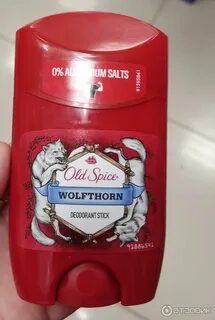 0% ALUMINIUM SALTS
Old Spice
WOLFTHORN
DEODORANT STICK